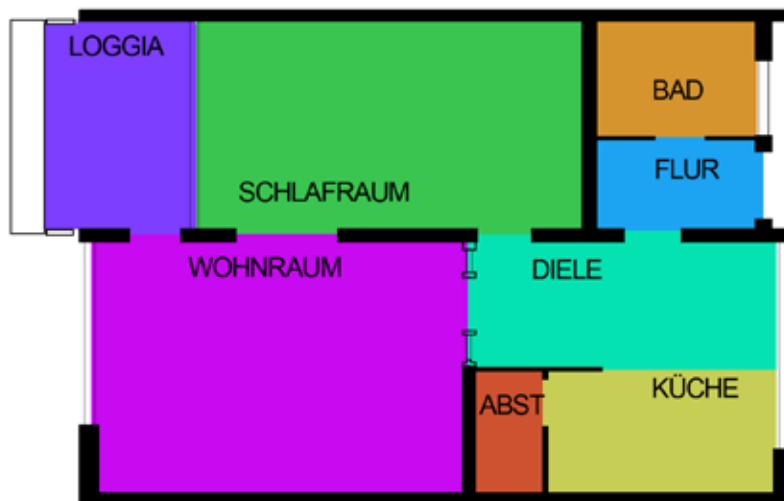 LOGGIA
BAD
FLUR
SCHLAFRAUM
WOHNRAUM
DIELE
ABST
KÜCHE